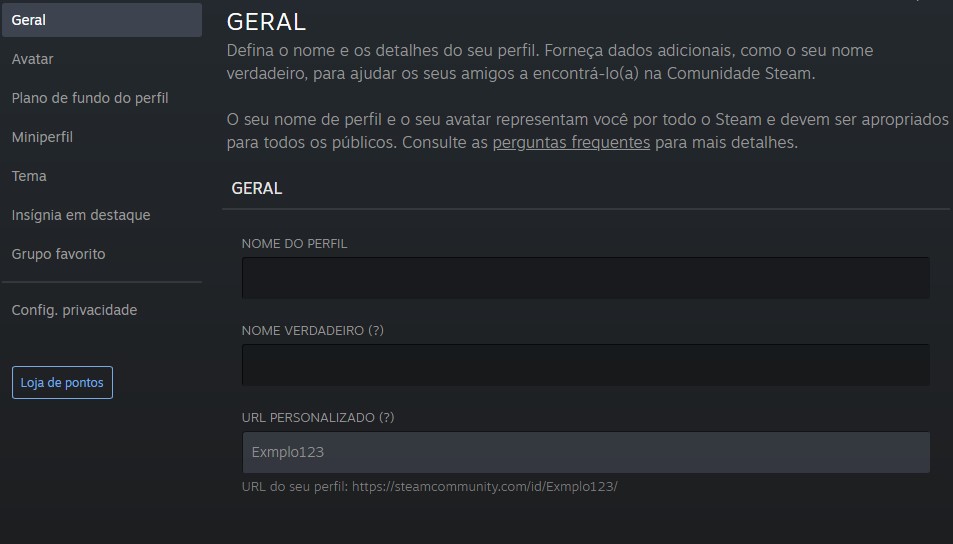 Geral
Avatar
Plano de fundo do perfil
Miniperfil
Tema
Insígnia em destaque
Grupo favorito
Config. privacidade
Loja de pontos
GERAL
Defina o nome e os detalhes do seu perfil. Forneça dados adicionais, como o seu nome
verdadeiro, para ajudar os seus amigos a encontrá-lo(a) na Comunidade Steam.
O seu nome de perfil e o seu avatar representam você por todo o Steam e devem ser apropriados
para todos os públicos. Consulte as perguntas frequentes para mais detalhes.
GERAL
NOME DO PERFIL
NOME VERDADEIRO (?)
URL PERSONALIZADO (?)
Exmplo123
URL do seu perfil: https://steamcommunity.com/id/Exmplo123/